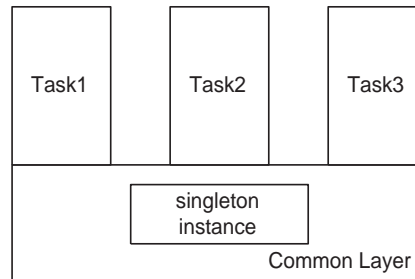 Task1
Task2
Task3
singleton
instance
Common Layer